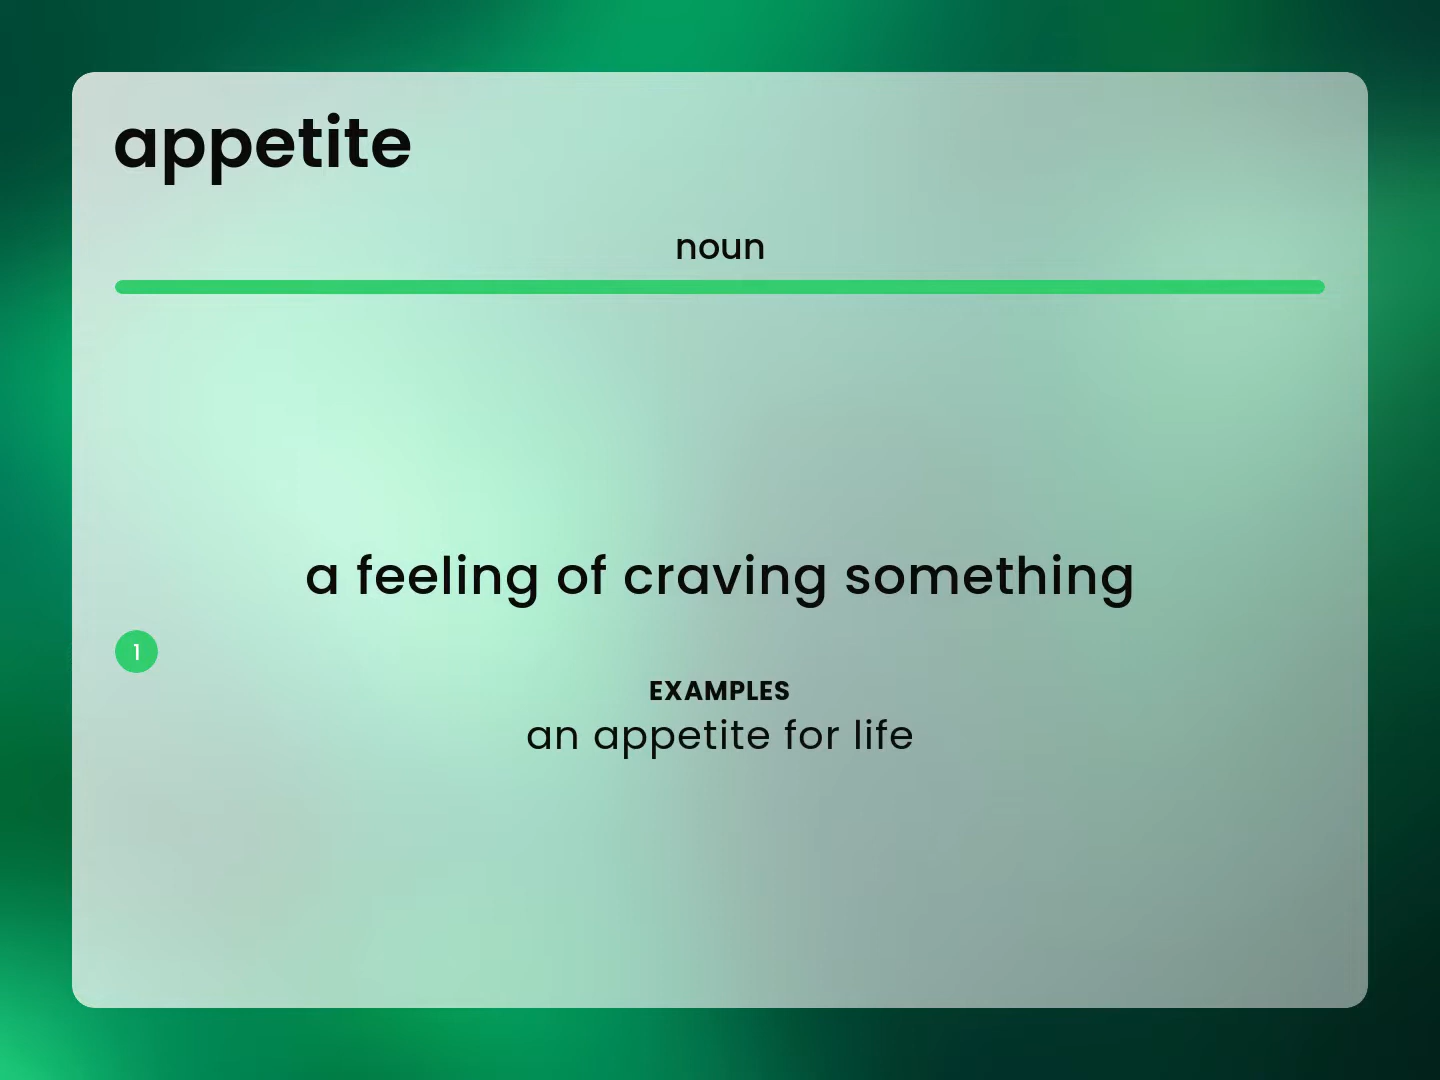 appetite
noun
a feeling of craving something
1
EXAMPLES
an appetite for life